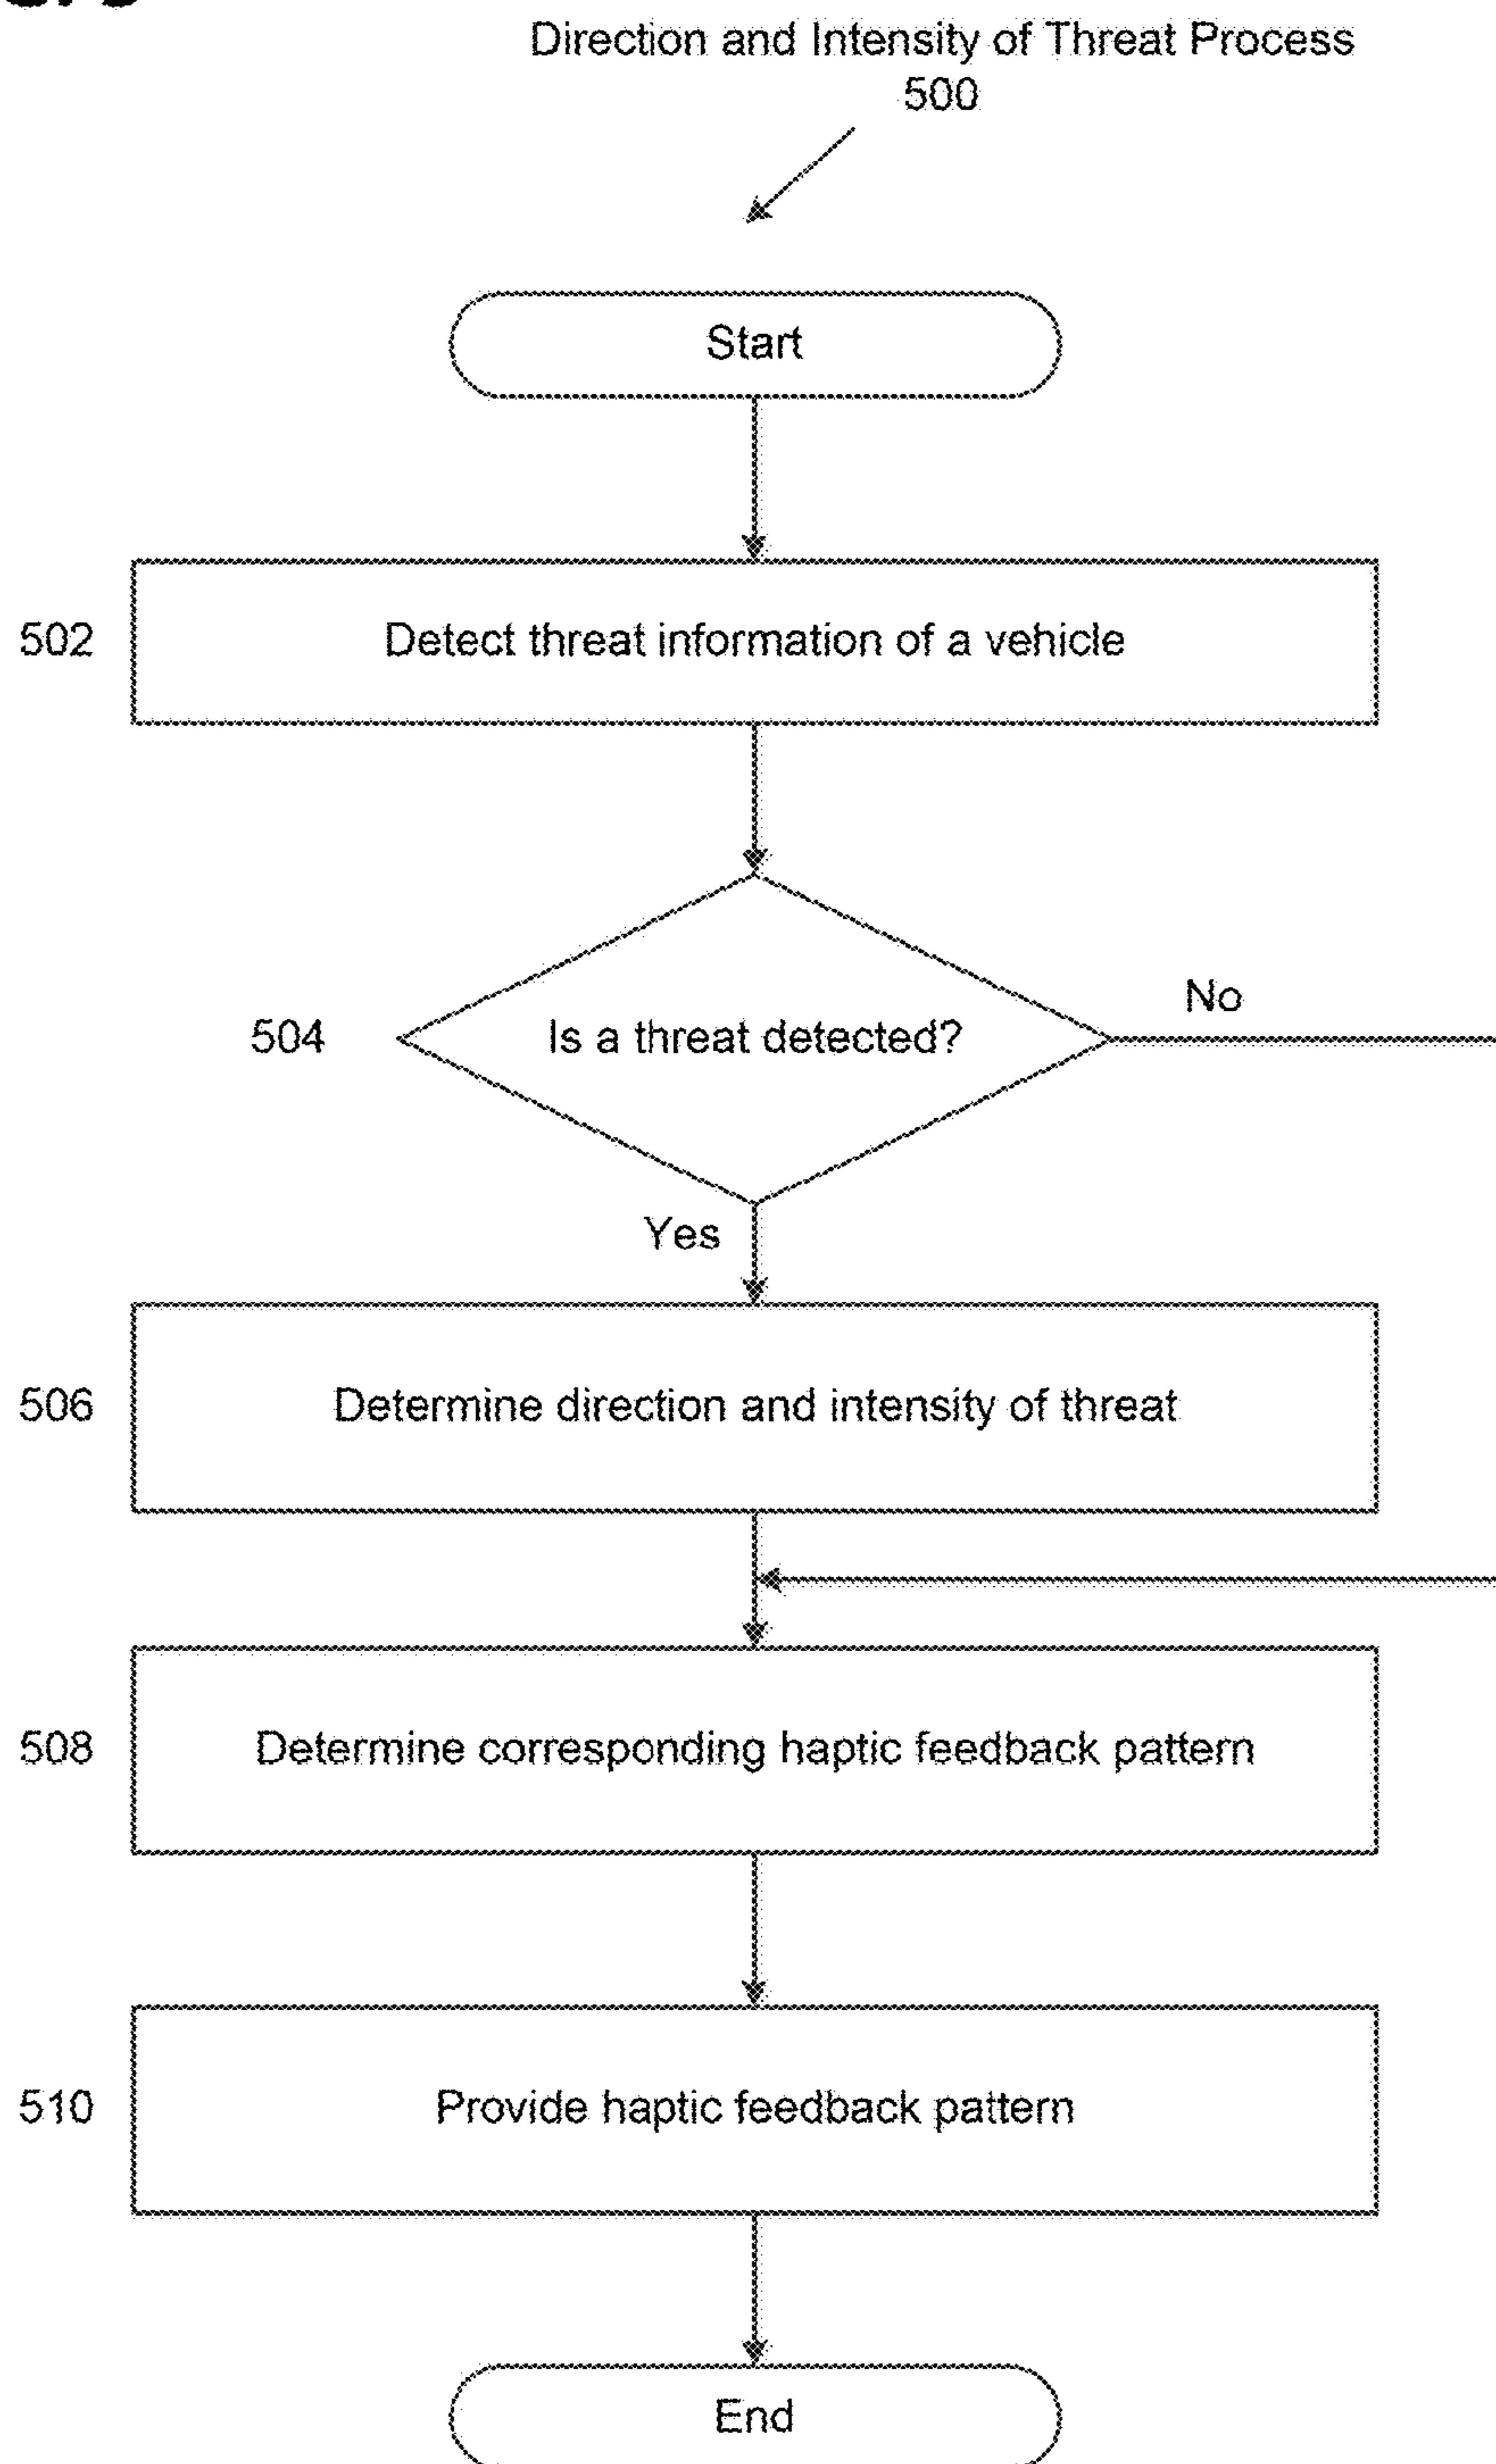 Direction and Intensity of Threat Process
500
Start
502
Detect threat information of a vehicle
504
Is a threat detected?
No
Yes
506
Determine direction and intensity of threat
508
Determine corresponding haptic feedback pattern
510
Provide haptic feedback pattern
End